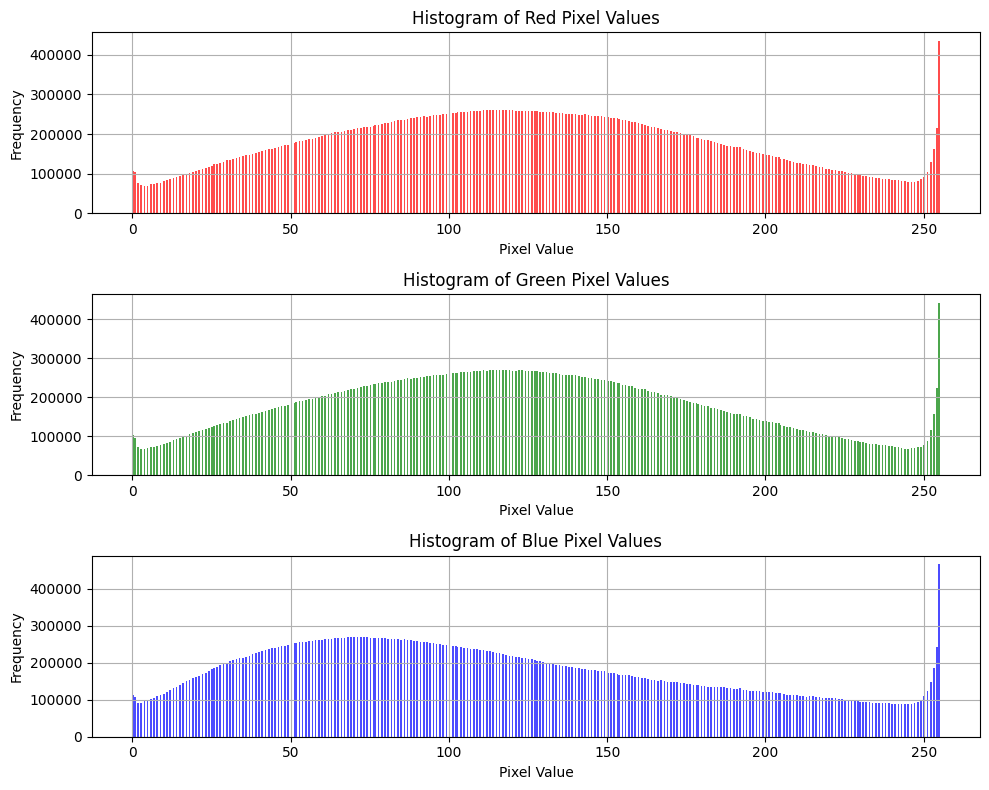 Histogram of Red Pixel Values
Frequency
400000
300000
200000
100000
0
0 50 100 150 200 250
Pixel Value
Histogram of Green Pixel Values
Frequency
400000
300000
200000
100000
0
0 50 100 150 200 250
Pixel Value
Histogram of Blue Pixel Values
Frequency
400000
300000
200000
100000
0
0 50 100 150 200 250
Pixel Value